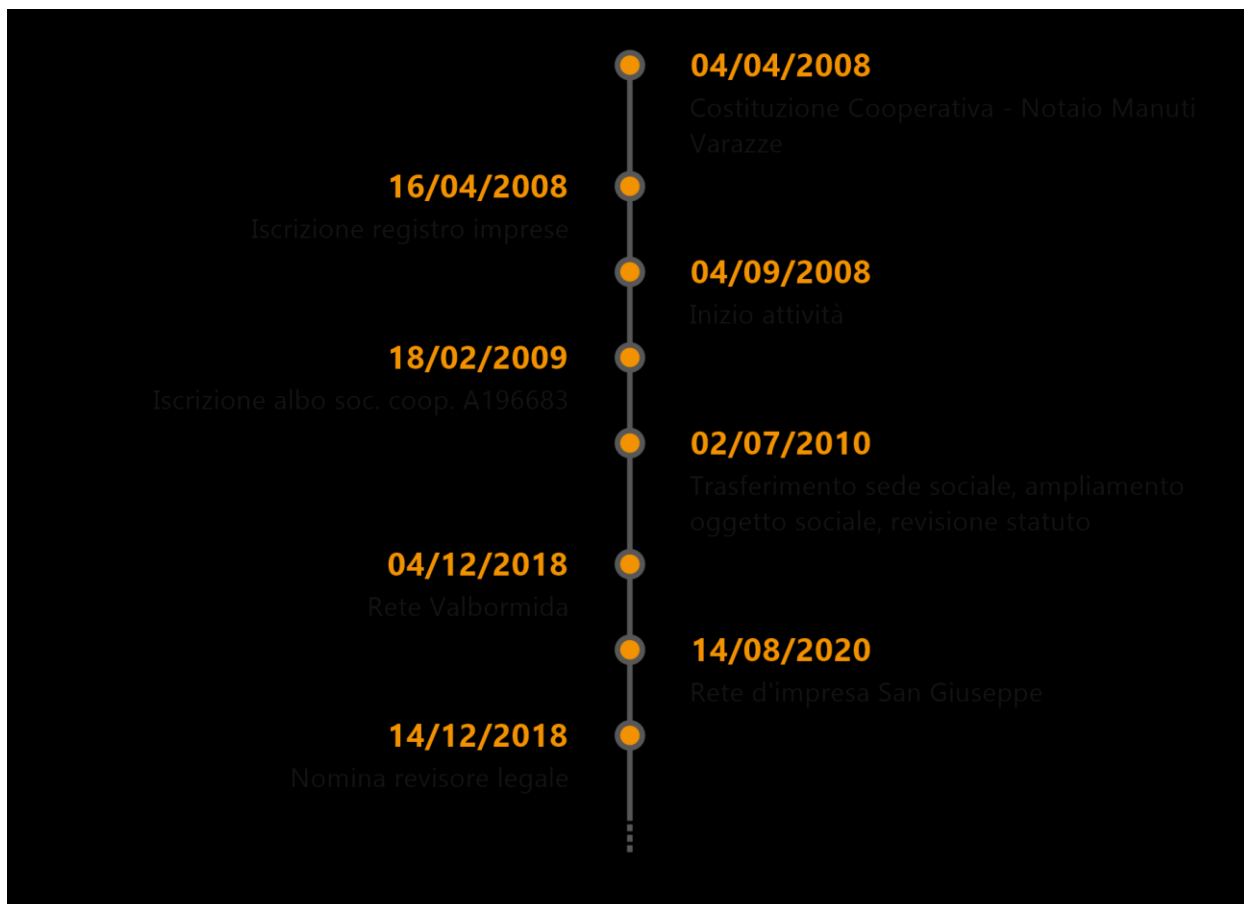 04/04/2008
Costituzione Cooperativa - Notaio Manuti
Varazze
16/04/2008
Iscrizione registro imprese
04/09/2008
Inizio attività
18/02/2009
Iscrizione albo soc. coop. A196683
02/07/2010
Trasferimento sede sociale, ampliamento
oggetto sociale, revisione statuto
04/12/2018
Rete Valbormida
14/08/2020
Rete d'impresa San Giuseppe
14/12/2018
Nomina revisore legale